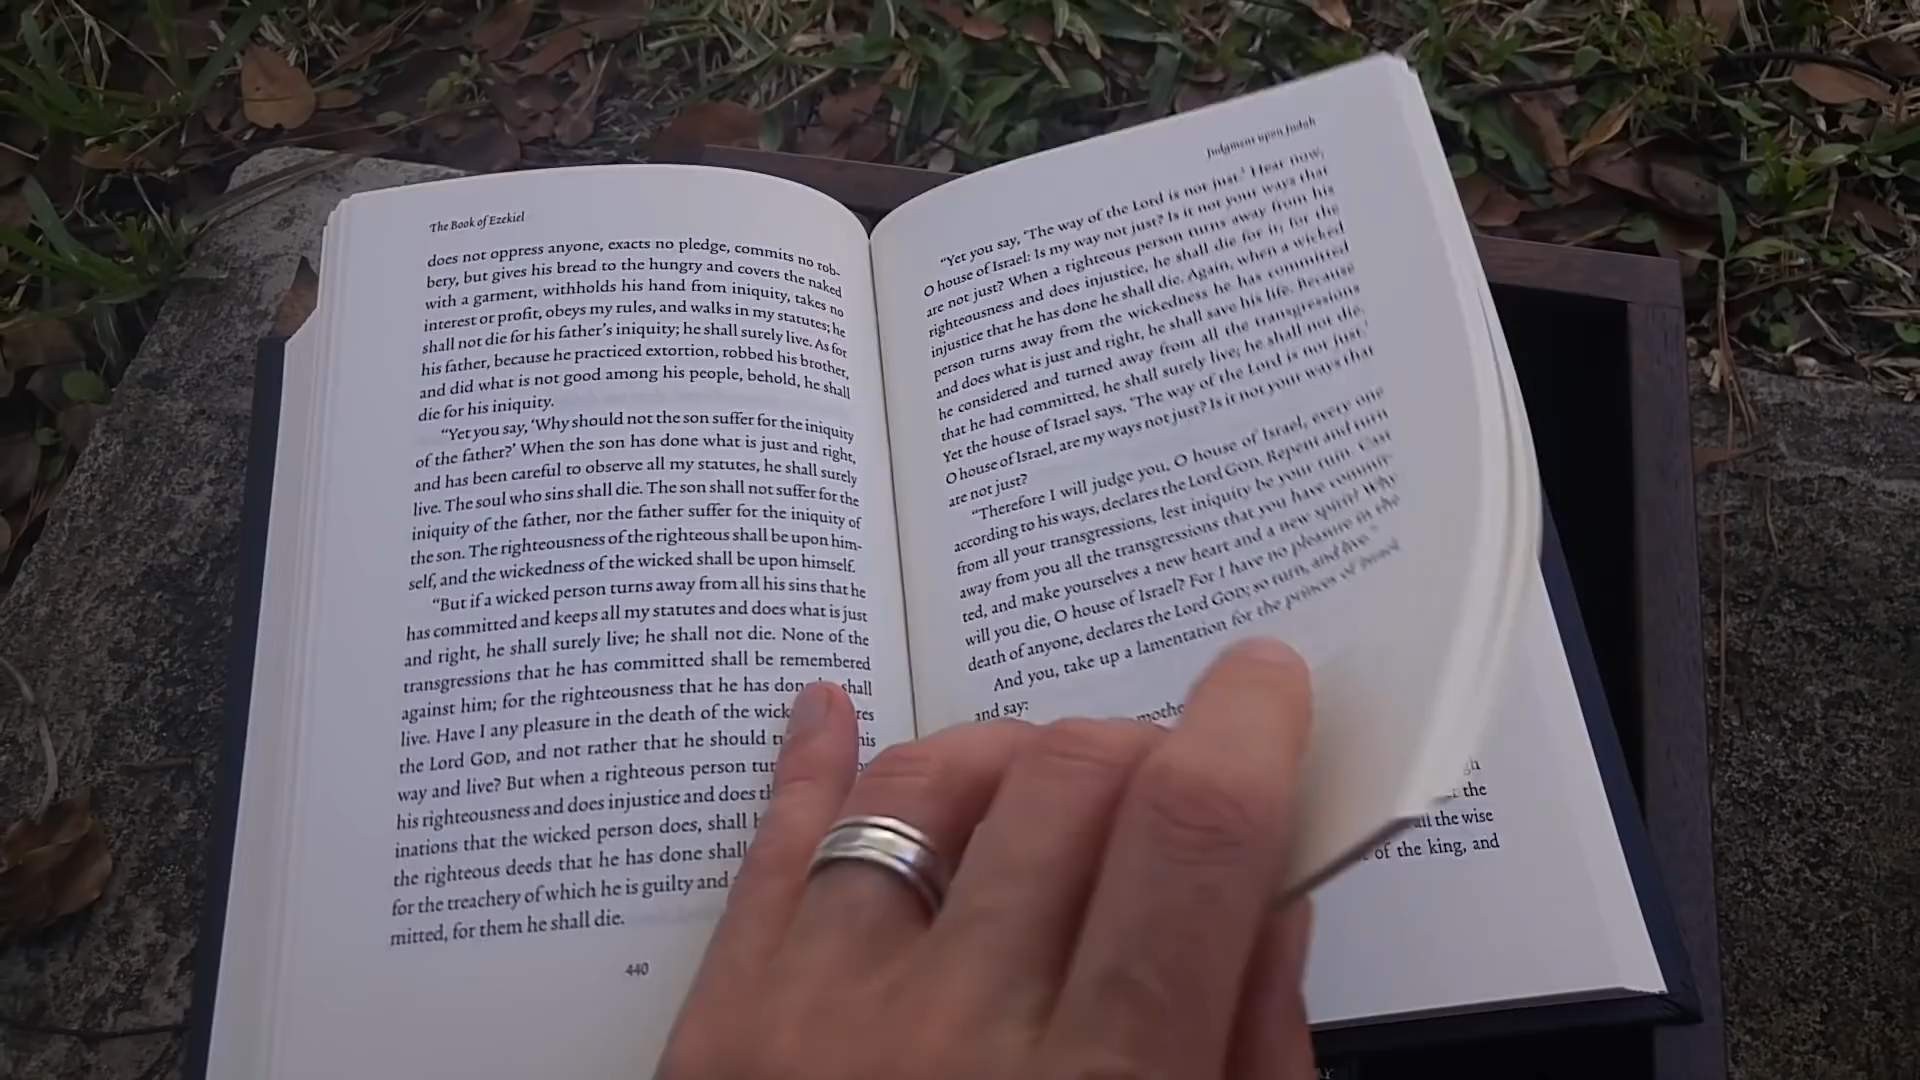 The Book of Ezekiel
does not oppress anyone, exacts no pledge, commits no rob-
bery, but gives his bread to the hungry and covers the naked
with a garment, withholds his hand from iniquity, takes no
interest or profit, obeys my rules, and walks in my statutes; he
shall not die for his father's iniquity; he shall surely live. As for
his father, because he practiced extortion, robbed his brother,
and did what is not good among his people, behold, he shall
die for his iniquity.
"Yet you say, 'Why should not the son suffer for the iniquity
of the father?' When the son has done what is just and right,
and has been careful to observe all my statutes, he shall surely
live. The soul who sins shall die. The son shall not suffer for the
iniquity of the father, nor the father suffer for the iniquity of
the son. The righteousness of the righteous shall be upon him-
self, and the wickedness of the wicked shall be upon himself.
"But if a wicked person turns away from all his sins that he
has committed and keeps all my statutes and does what is just
and right, he shall surely live; he shall not die. None of the
transgressions that he has committed shall be remembered
against him; for the righteousness that he has done shall
live. Have I any pleasure in the death of the
the Lord GOD, and not rather that he should
way and live? But when a righteous person
his righteousness and does injustice and does
inations that the wicked person does, shall
the righteous deeds that he has done shall
for the treachery of which he is guilty and
mitted, for them he shall die.
440
Judgment upon Judah
"Yet you say, 'The way of the Lord is not just.' Hear now,
O house of Israel: Is my way not just? Is it not your ways that
are not just? When a righteous person turns away from his
righteousness and does injustice, he shall die for it; for the
injustice that he has done he shall die. Again, when a wicked
person turns away from the wickedness he has committed
and does what is just and right, he shall save his life. Because
he considered and turned away from all the transgressions
that he had committed, he shall surely live; he shall not die.
Yet the house of Israel says, 'The way of the Lord is not just.'
O house of Israel, are my ways not just? Is it not your ways that
are not just?
"Therefore I will judge you, O house of Israel, every one
according to his ways, declares the Lord GOD. Repent and turn
from all your transgressions, lest iniquity be your ruin. Cast
away from you all the transgressions that you have commit-
ted, and make yourselves a new heart and a new spirit! Why
will you die, O house of Israel? For I have no pleasure in the
death of anyone, declares the Lord GOD; so turn, and live."
And you, take up a lamentation for the princes of Israel,
and say:
the
all the wise
of the king, and